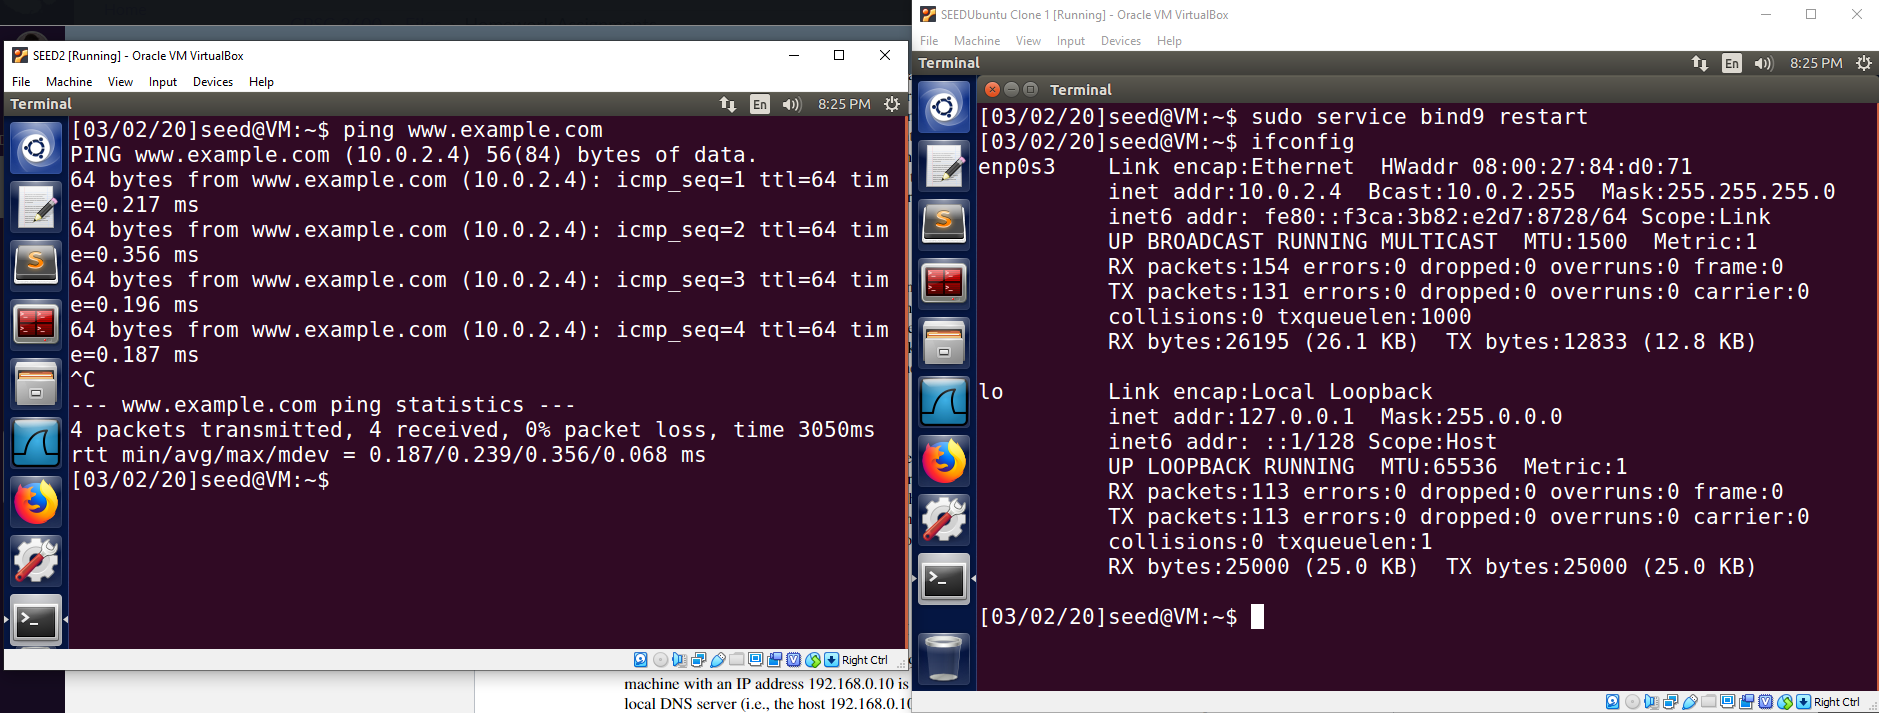 SEED2 [Running] - Oracle VM VirtualBox
File Machine View Input Devices Help
Terminal
En
8:25 PM
[03/02/20]seed@VM:~$ ping www.example.com
PING www.example.com (10.0.2.4) 56(84) bytes of data.
64 bytes from www.example.com (10.0.2.4): icmp_seq=1 ttl=64 tim
e=0.217 ms
64 bytes from www.example.com (10.0.2.4): icmp_seq=2 ttl=64 tim
e=0.356 ms
64 bytes from www.example.com (10.0.2.4): icmp_seq=3 ttl=64 tim
e=0.196 ms
64 bytes from www.example.com (10.0.2.4): icmp_seq=4 ttl=64 tim
e=0.187 ms
^C
--- www.example.com ping statistics ---
4 packets transmitted, 4 received, 0% packet loss, time 3050ms
rtt min/avg/max/mdev = 0.187/0.239/0.356/0.068 ms
[03/02/20]seed@VM:~$
Right Ctrl
machine with an IP address 192.168.0.10 is
local DNS server (i.e., the host 192.168.0.10
SEEDUbuntu Clone 1 [Running] - Oracle VM VirtualBox
File Machine View Input Devices Help
Terminal
En
8:25 PM
Terminal
[03/02/20]seed@VM:~$ sudo service bind9 restart
[03/02/20]seed@VM:~$ ifconfig
enp0s3 Link encap:Ethernet HWaddr 08:00:27:84:d0:71
inet addr:10.0.2.4 Bcast:10.0.2.255 Mask:255.255.255.0
inet6 addr: fe80::f3ca:3b82:e2d7:8728/64 Scope:Link
UP BROADCAST RUNNING MULTICAST MTU:1500 Metric:1
RX packets:154 errors:0 dropped:0 overruns:0 frame:0
TX packets:131 errors:0 dropped:0 overruns:0 carrier:0
collisions:0 txqueuelen:1000
RX bytes:26195 (26.1 KB) TX bytes:12833 (12.8 KB)
lo Link encap:Local Loopback
inet addr:127.0.0.1 Mask:255.0.0.0
inet6 addr: ::1/128 Scope:Host
UP LOOPBACK RUNNING MTU:65536 Metric:1
RX packets:113 errors:0 dropped:0 overruns:0 frame:0
TX packets:113 errors:0 dropped:0 overruns:0 carrier:0
collisions:0 txqueuelen:1
RX bytes:25000 (25.0 KB) TX bytes:25000 (25.0 KB)
[03/02/20]seed@VM:~$
Right Ctrl